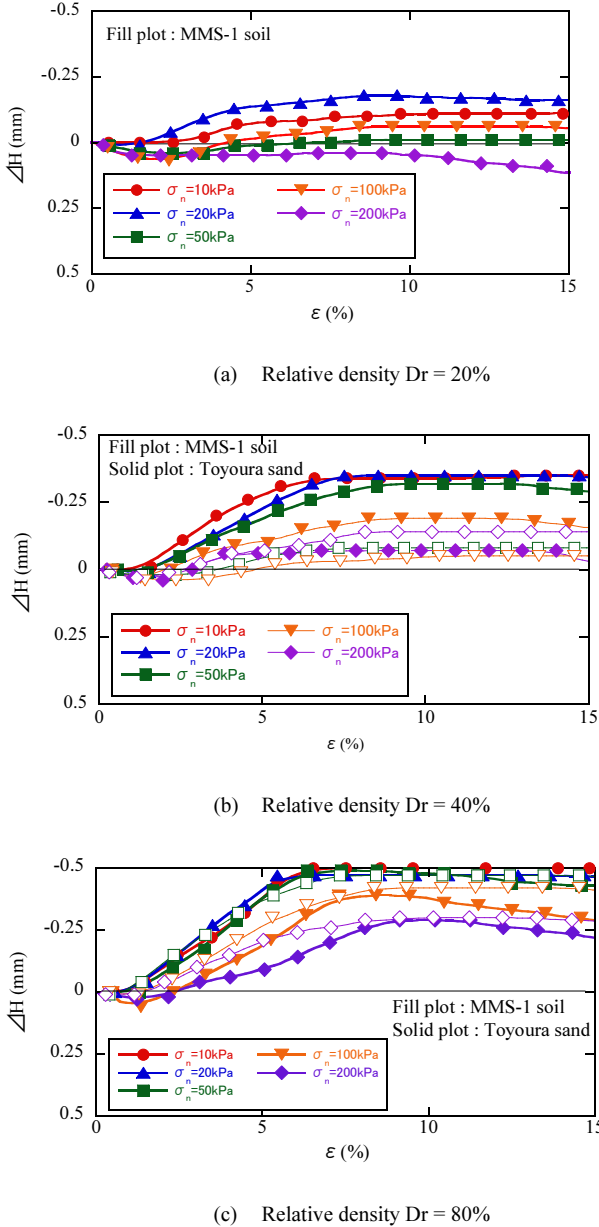 -0.5
Fill plot : MMS-1 soil
-0.25
0
0.25
0.5
⊿H (mm)
σn=10kPa
σn=100kPa
σn=20kPa
σn=200kPa
σn=50kPa
0 5 10 15
ε (%)
(a) Relative density Dr = 20%
-0.5
Fill plot : MMS-1 soil
Solid plot : Toyoura sand
-0.25
0
0.25
0.5
⊿H (mm)
σn=10kPa
σn=100kPa
σn=20kPa
σn=200kPa
σn=50kPa
0 5 10 15
ε (%)
(b) Relative density Dr = 40%
-0.5
-0.25
0
0.25
0.5
⊿H (mm)
Fill plot : MMS-1 soil
Solid plot : Toyoura sand
σn=10kPa
σn=100kPa
σn=20kPa
σn=200kPa
σn=50kPa
0 5 10 15
ε (%)
(c) Relative density Dr = 80%